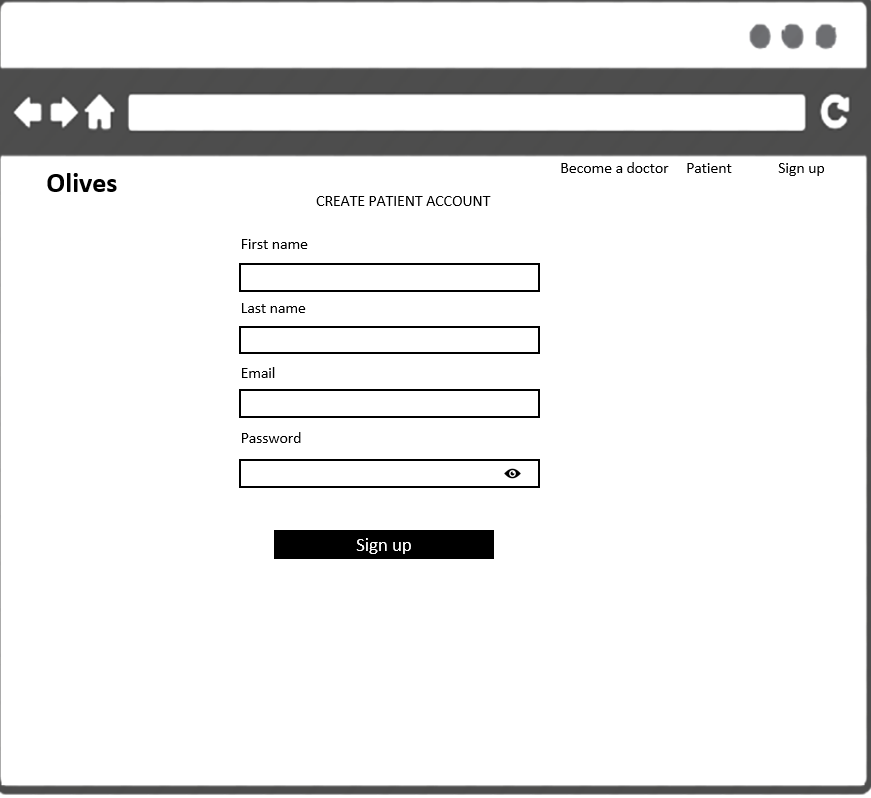 Become a doctor Patient Sign up
Olives
CREATE PATIENT ACCOUNT
First name
Last name
Email
Password
Sign up